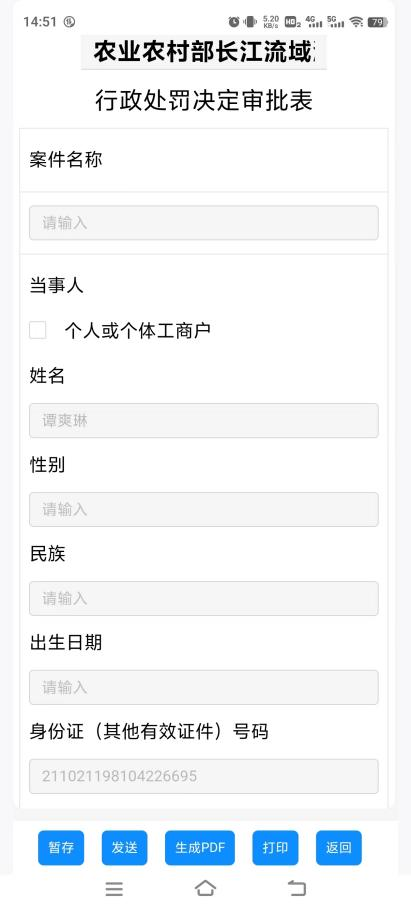 14:51
5.20 KB/s HD2 4G 5G 79
农业农村部长江流域
行政处罚决定审批表
案件名称
请输入
当事人
个人或个体工商户
姓名
谭爽琳
性别
请输入
民族
请输入
出生日期
请输入
身份证（其他有效证件）号码
211021198104226695
暂存 发送 生成PDF 打印 返回